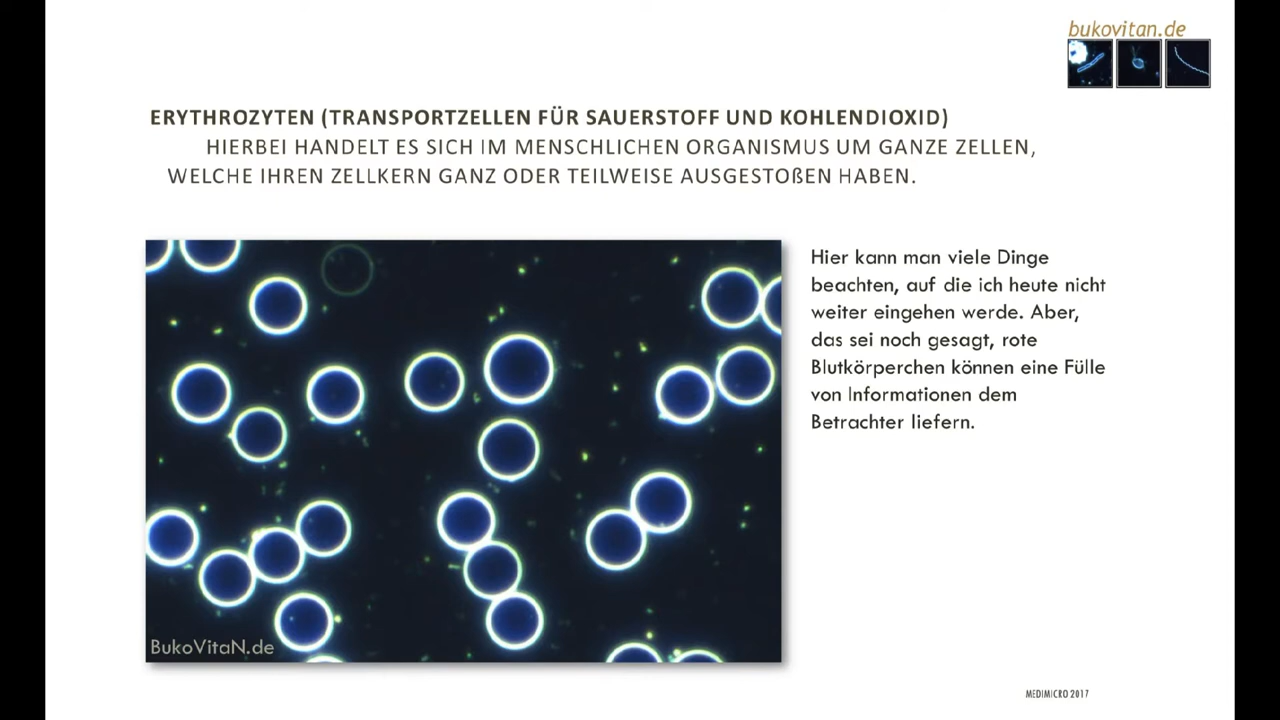 bukovitan.de
ERYTHROZYTEN (TRANSPORTZELLEN FÜR SAUERSTOFF UND KOHLENDIOXID)
HIERBEI HANDELT ES SICH IM MENSCHLICHEN ORGANISMUS UM GANZE ZELLEN,
WELCHE IHREN ZELLKERN GANZ ODER TEILWEISE AUSGESTOßEN HABEN.
Hier kann man viele Dinge
beachten, auf die ich heute nicht
weiter eingehen werde. Aber,
das sei noch gesagt, rote
Blutkörperchen können eine Fülle
von Informationen dem
Betrachter liefern.
BukoVitaN.de
MEDIMICRO 2017